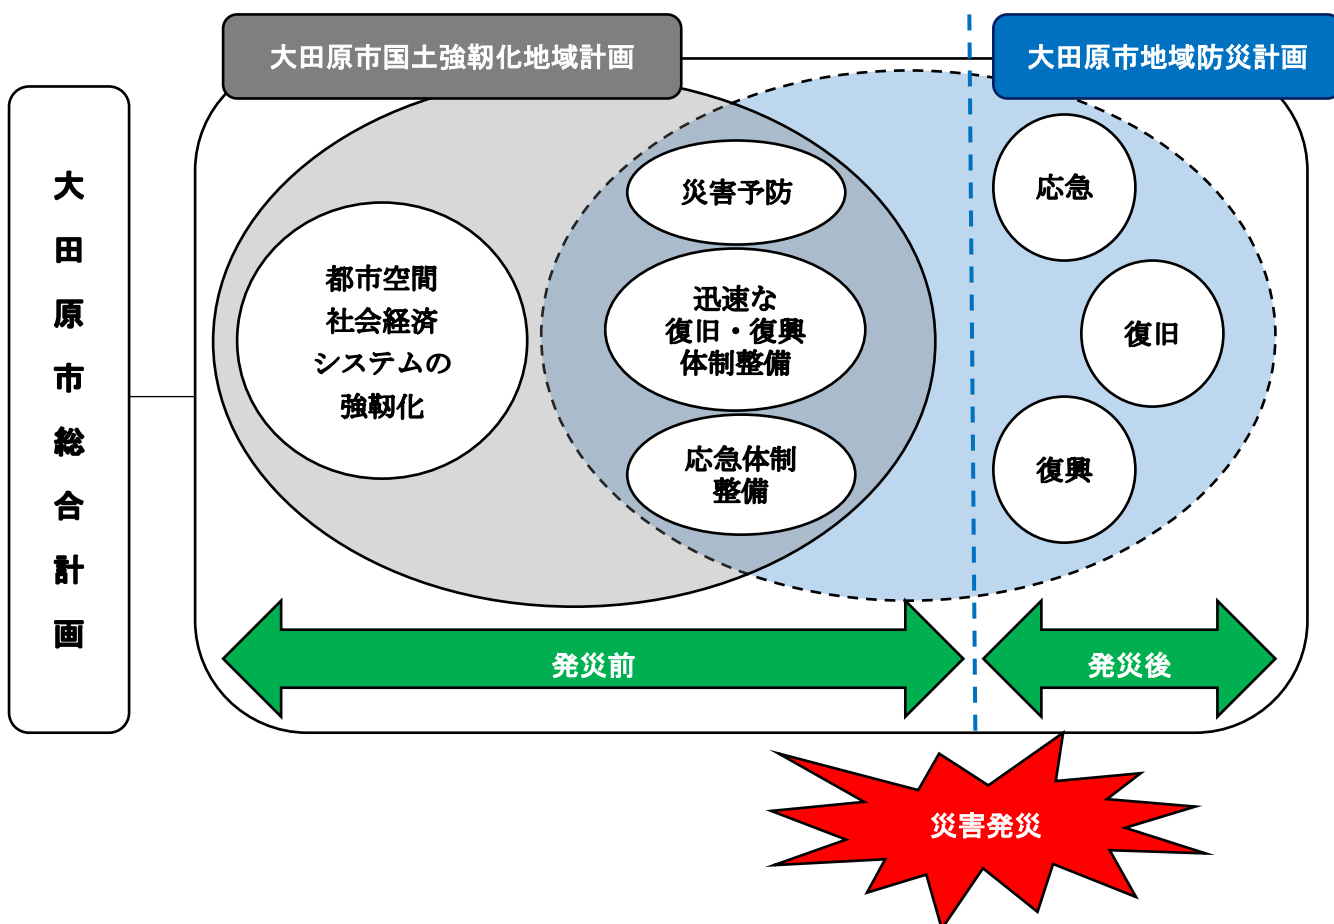 大田原市国土強靭化地域計画
大田原市地域防災計画
大田原市総合計画
都市空間
社会経済
システムの
強靭化
災害予防
迅速な
復旧・復興
体制整備
応急体制
整備
応急
復旧
復興
発災前
発災後
災害発災